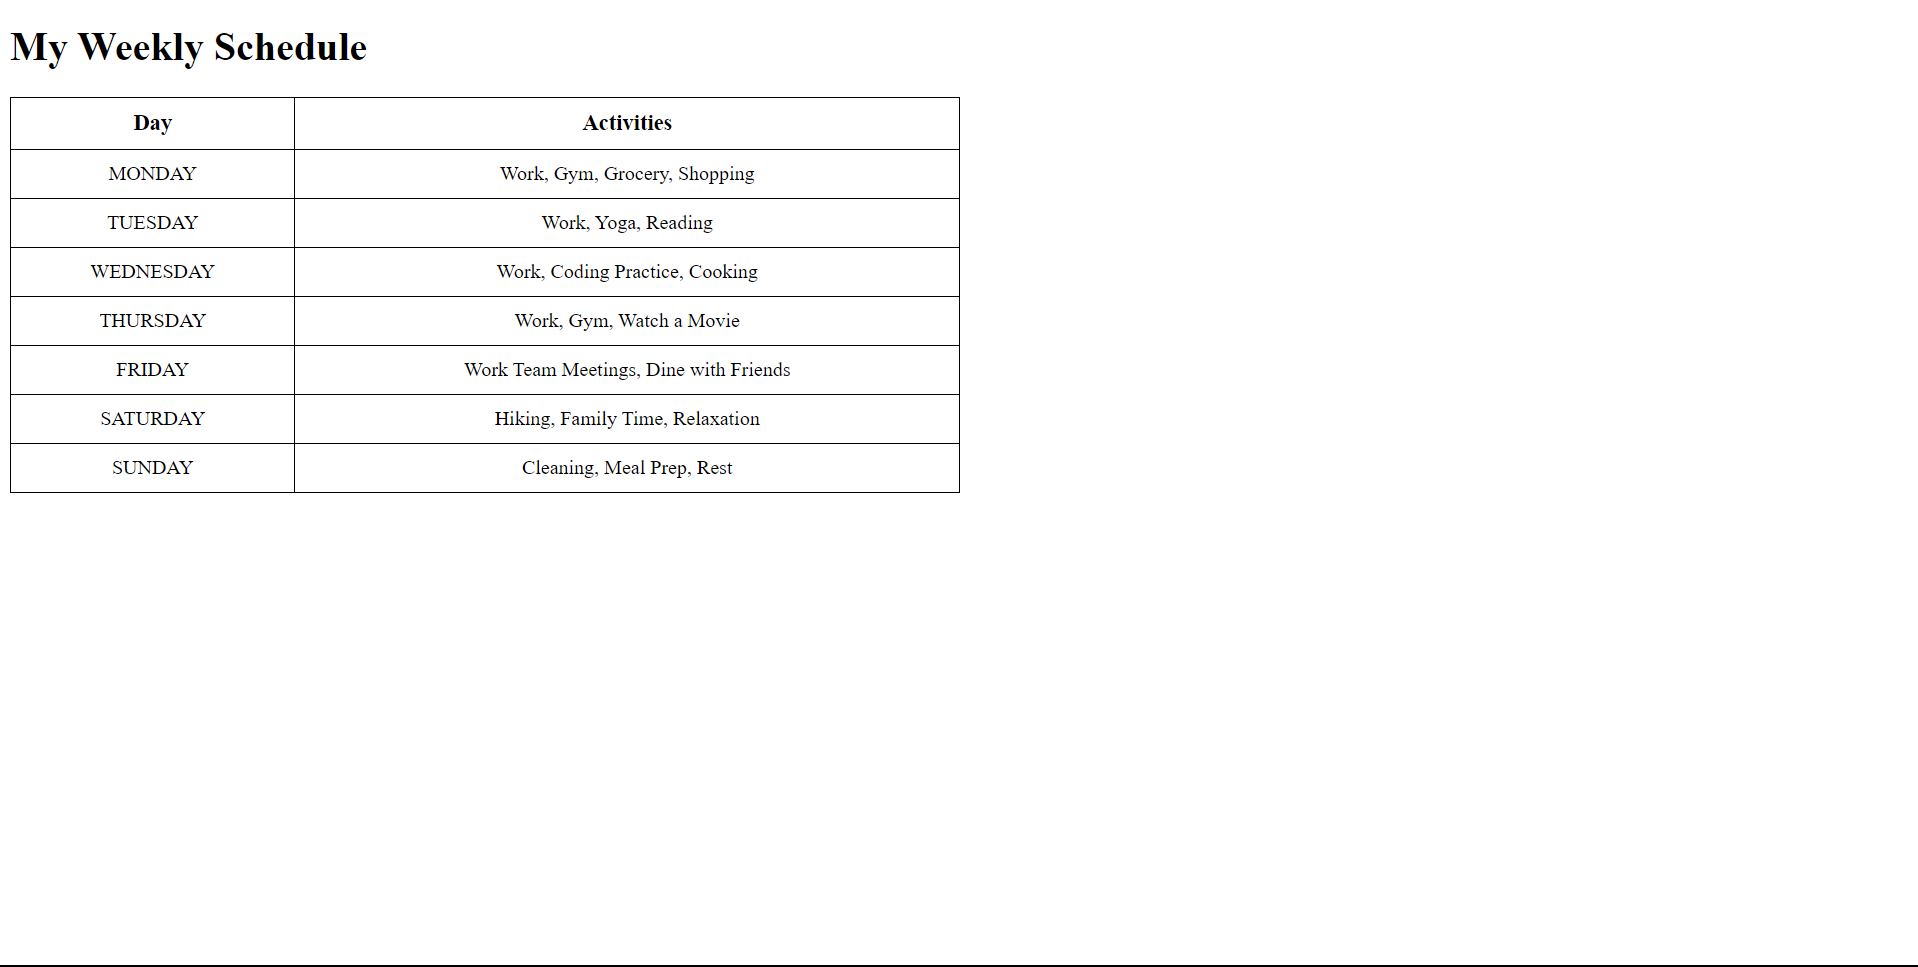 My Weekly Schedule
Day Activities
MONDAY Work, Gym, Grocery, Shopping
TUESDAY Work, Yoga, Reading
WEDNESDAY Work, Coding Practice, Cooking
THURSDAY Work, Gym, Watch a Movie
FRIDAY Work Team Meetings, Dine with Friends
SATURDAY Hiking, Family Time, Relaxation
SUNDAY Cleaning, Meal Prep, Rest